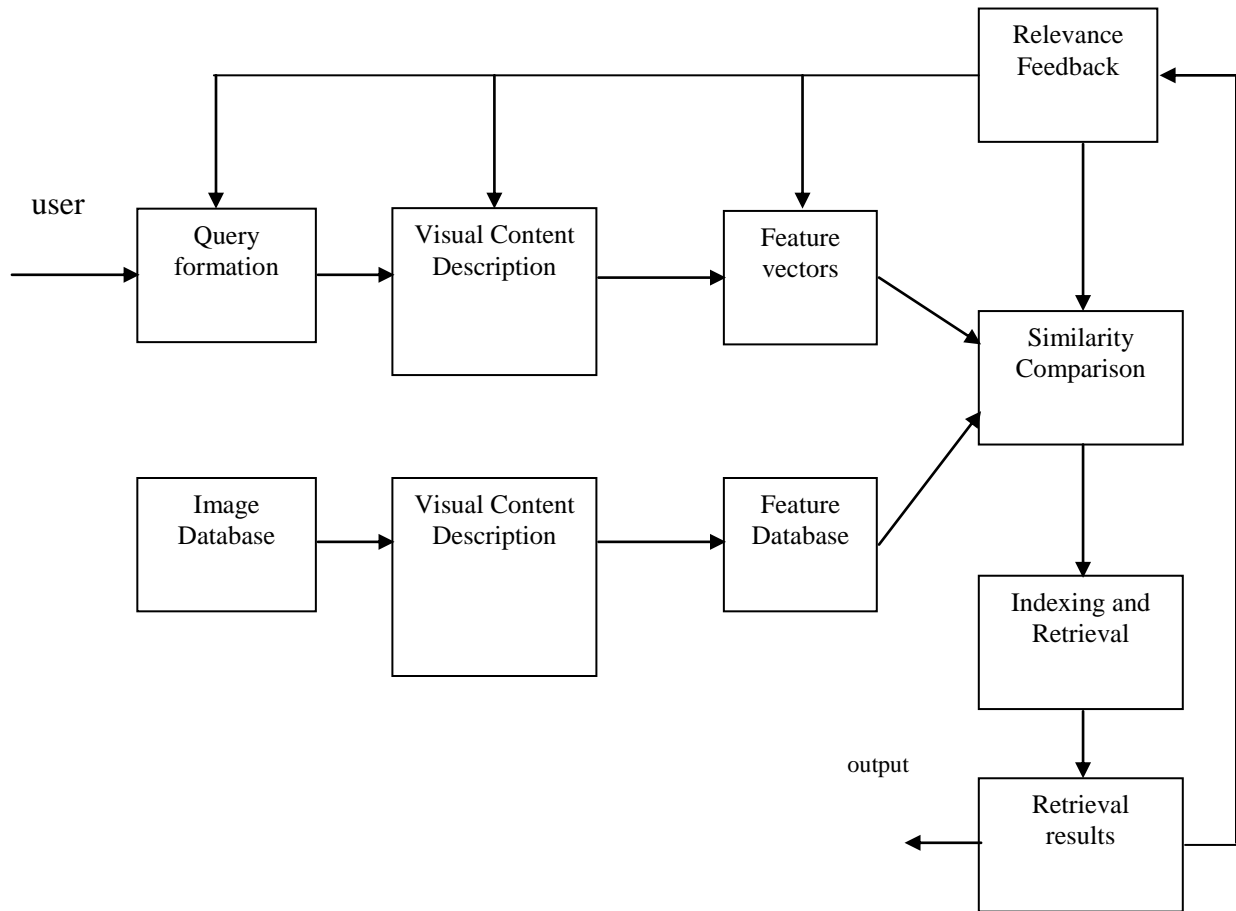 Relevance
Feedback
user
Query
formation
Visual Content
Description
Feature
vectors
Similarity
Comparison
Image
Database
Visual Content
Description
Feature
Database
Indexing and
Retrieval
output
Retrieval
results